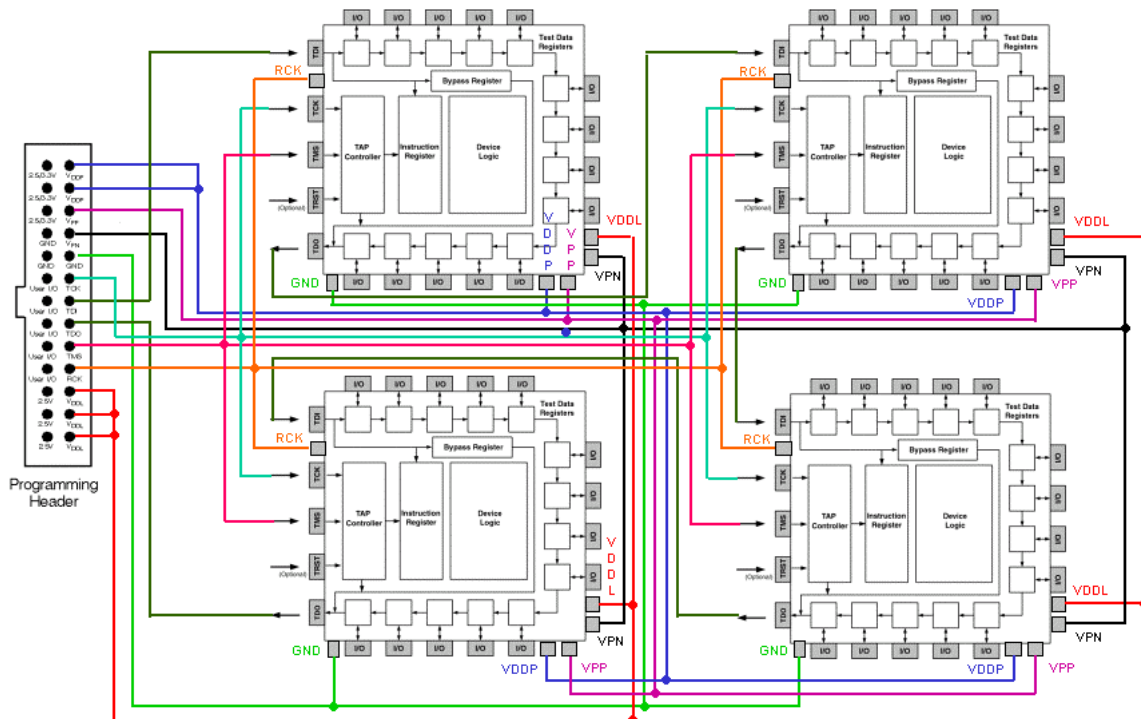 2.5/3.3V VDDP
2.5/3.3V VDDP
2.5/3.3V VPP
GND VPN
GND GND
User I/O TCK
User I/O TDI
User I/O TDO
User I/O TMS
User I/O RCK
2.5V VDDL
2.5V VDDL
2.5V VDDL
Programming
Header
I/O I/O I/O I/O I/O
Test Data
Registers
TDI
RCK
Bypass Register
TCK
TMS
TAP
Controller
Instruction
Register
Device
Logic
TRST
(Optional)
TDO
I/O
I/O
I/O
I/O
VDDP
VPP
VDDL
VPN
GND
I/O I/O I/O I/O I/O
I/O I/O I/O I/O I/O
Test Data
Registers
TDI
RCK
Bypass Register
TCK
TMS
TAP
Controller
Instruction
Register
Device
Logic
TRST
(Optional)
TDO
I/O
I/O
I/O
I/O
VDDL
VPN
GND
I/O I/O I/O I/O I/O
VDDP
VPP
I/O I/O I/O I/O I/O
Test Data
Registers
TDI
RCK
Bypass Register
TCK
TMS
TAP
Controller
Instruction
Register
Device
Logic
TRST
(Optional)
TDO
I/O
I/O
I/O
I/O
VDDL
VPN
GND
I/O I/O I/O I/O I/O
VDDP
VPP
I/O I/O I/O I/O I/O
Test Data
Registers
TDI
RCK
Bypass Register
TCK
TMS
TAP
Controller
Instruction
Register
Device
Logic
TRST
(Optional)
TDO
I/O
I/O
I/O
I/O
VDDL
VPN
GND
I/O I/O I/O I/O I/O
VDDP
VPP